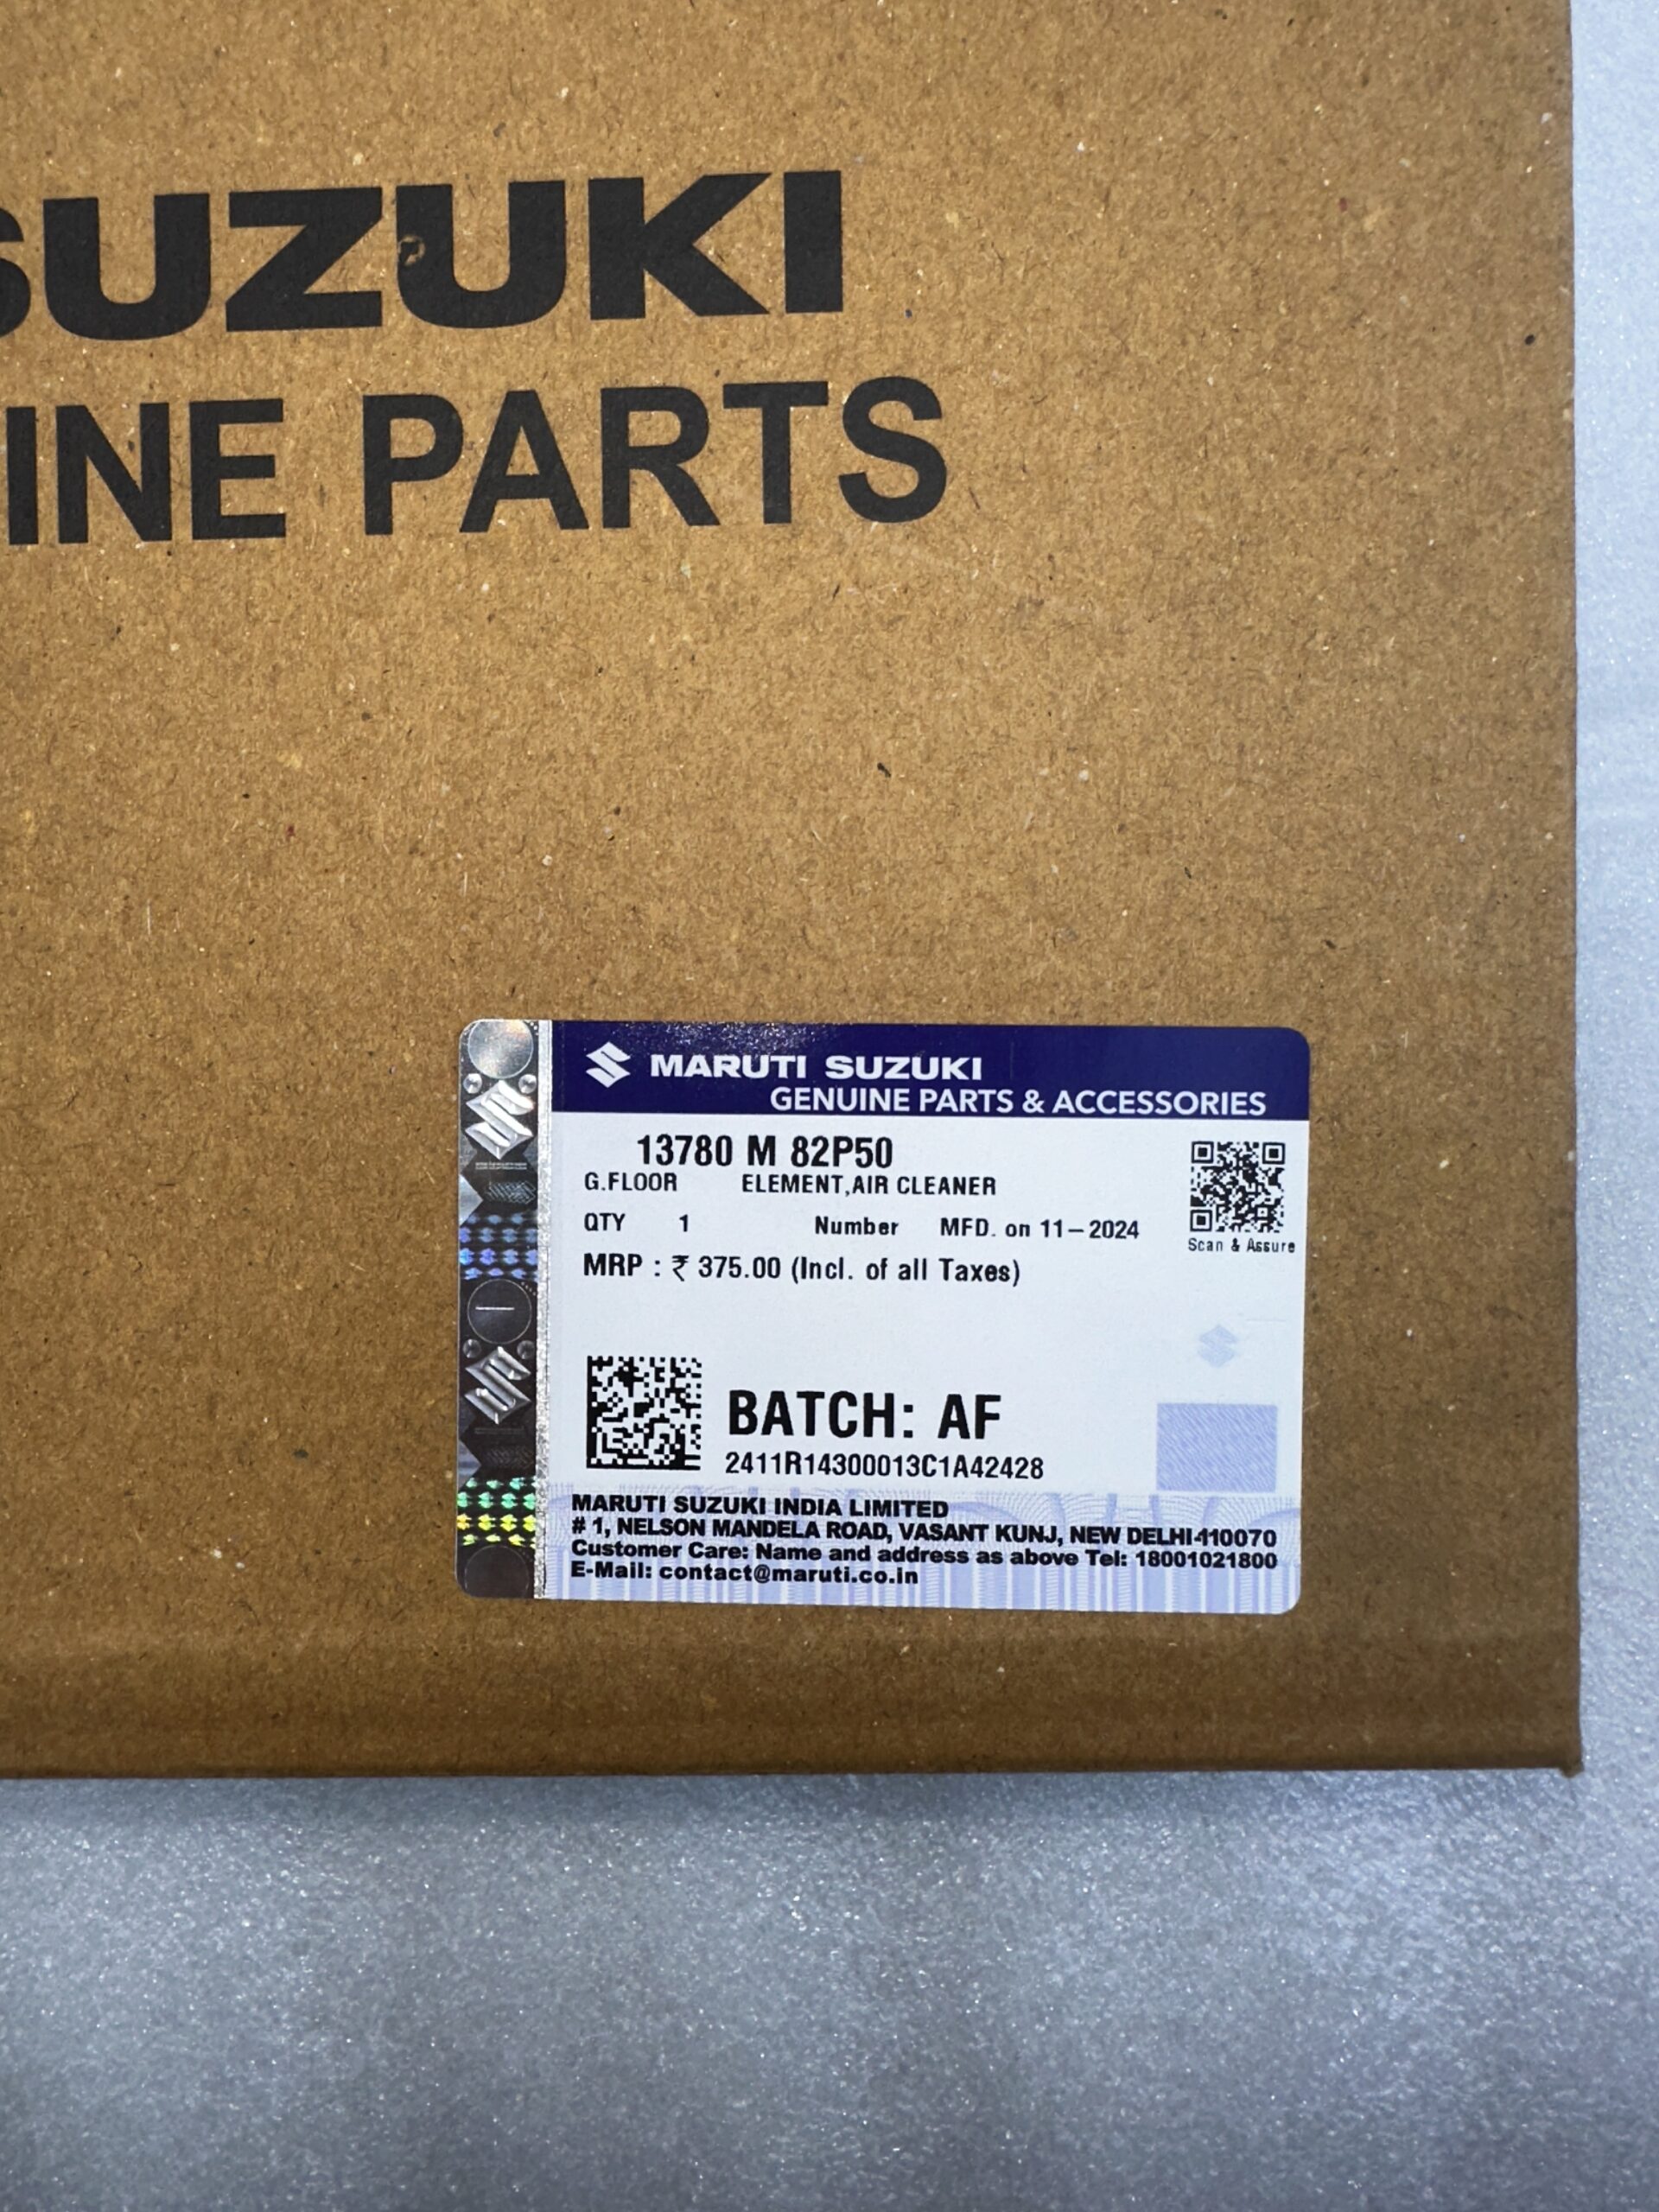 SUZUKI
INE PARTS
MARUTI SUZUKI
GENUINE PARTS & ACCESSORIES
13780 M 82P50
G.FLOOR ELEMENT,AIR CLEANER
QTY 1 Number MFD. on 11-2024
Scan & Assure
MRP : ₹ 375.00 (Incl. of all Taxes)
BATCH: AF
2411R14300013C1A42428
MARUTI SUZUKI INDIA LIMITED
# 1, NELSON MANDELA ROAD, VASANT KUNJ, NEW DELHI-110070
Customer Care: Name and address as above Tel: 18001021800
E-Mail: contact@maruti.co.in